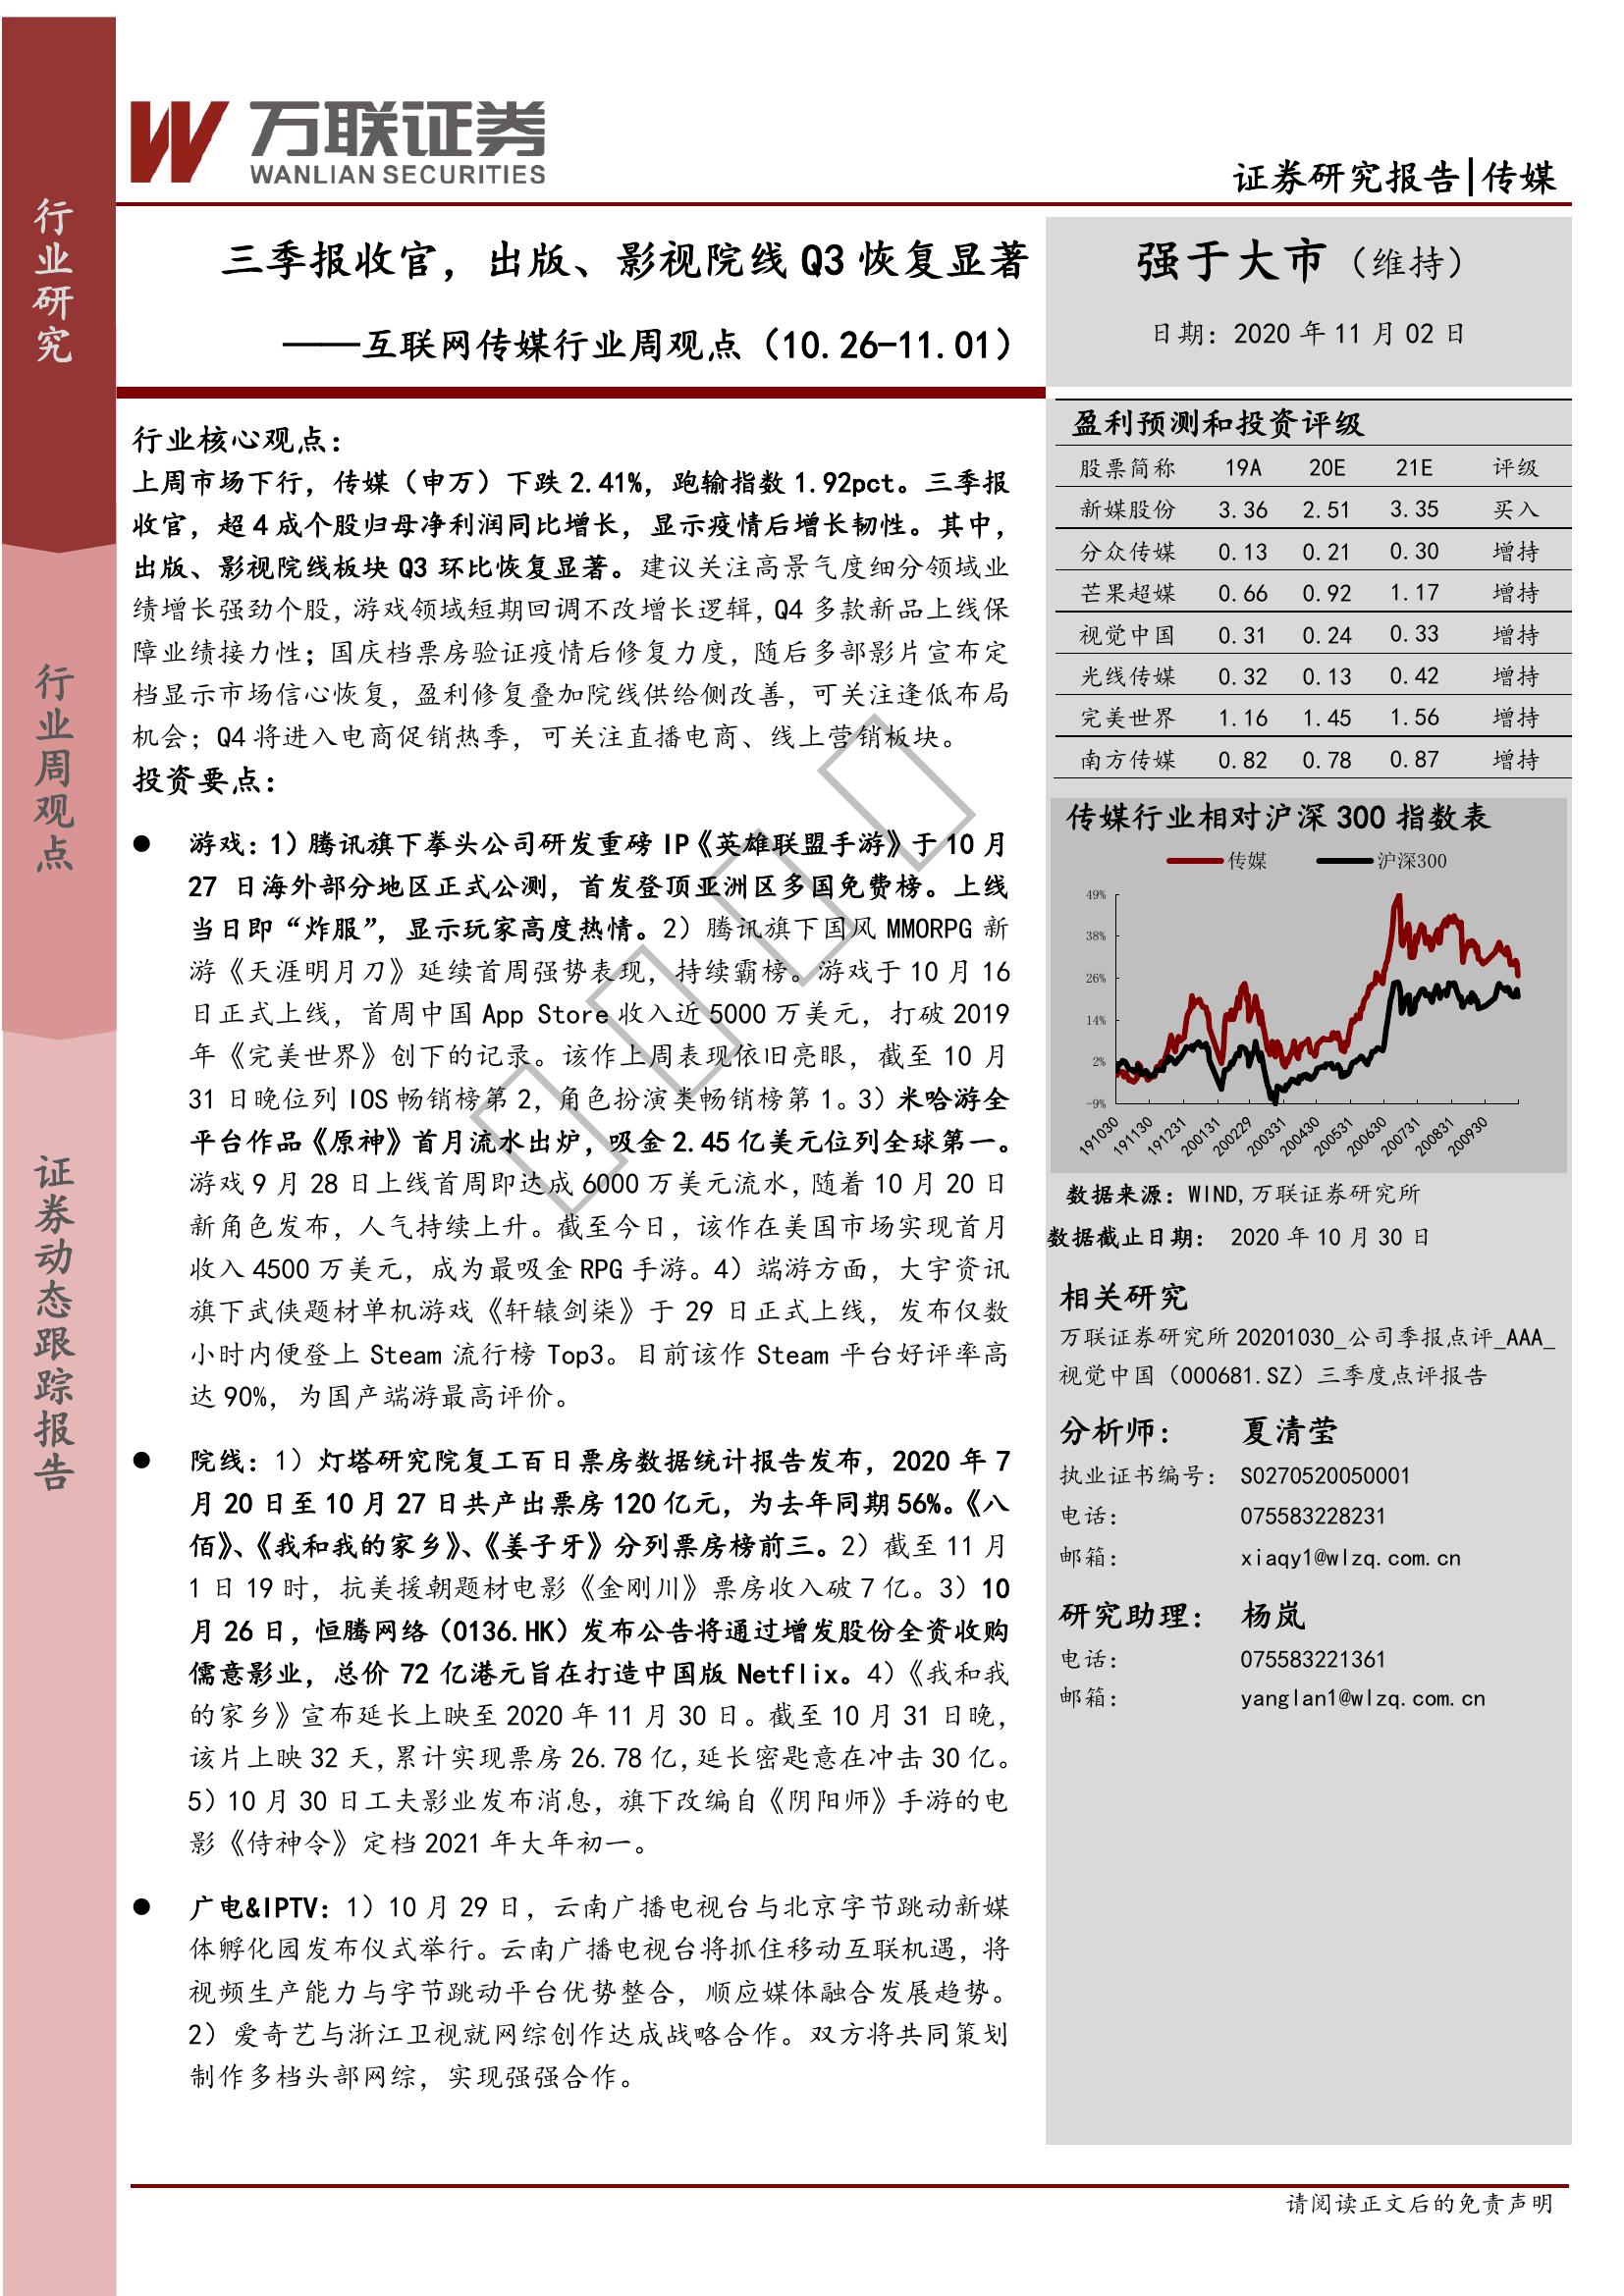 万联证券
WANLIAN SECURITIES
证券研究报告|传媒
行业研究
行业周观点
证券动态跟踪报告
三季报收官，出版、影视院线 Q3 恢复显著
——互联网传媒行业周观点（10.26-11.01）
强于大市（维持）
日期：2020 年 11 月 02 日
行业核心观点：
上周市场下行，传媒（申万）下跌 2.41%，跑输指数 1.92pct。三季报
收官，超 4 成个股归母净利润同比增长，显示疫情后增长韧性。其中，
出版、影视院线板块 Q3 环比恢复显著。建议关注高景气度细分领域业
绩增长强劲个股，游戏领域短期回调不改增长逻辑，Q4 多款新品上线保
障业绩接力性；国庆档票房验证疫情后修复力度，随后多部影片宣布定
档显示市场信心恢复，盈利修复叠加院线供给侧改善，可关注逢低布局
机会；Q4 将进入电商促销热季，可关注直播电商、线上营销板块。
投资要点：
● 游戏：1）腾讯旗下拳头公司研发重磅 IP《英雄联盟手游》于 10 月
27 日海外部分地区正式公测，首发登顶亚洲区多国免费榜。上线
当日即“炸服”，显示玩家高度热情。2）腾讯旗下国风 MMORPG 新
游《天涯明月刀》延续首周强势表现，持续霸榜。游戏于 10 月 16
日正式上线，首周中国 App Store 收入近 5000 万美元，打破 2019
年《完美世界》创下的记录。该作上周表现依旧亮眼，截至 10 月
31 日晚位列 IOS 畅销榜第 2，角色扮演类畅销榜第 1。3）米哈游全
平台作品《原神》首月流水出炉，吸金 2.45 亿美元位列全球第一。
游戏 9 月 28 日上线首周即达成 6000 万美元流水，随着 10 月 20 日
新角色发布，人气持续上升。截至今日，该作在美国市场实现首月
收入 4500 万美元，成为最吸金 RPG 手游。4）端游方面，大宇资讯
旗下武侠题材单机游戏《轩辕剑柒》于 29 日正式上线，发布仅数
小时内便登上 Steam 流行榜 Top3。目前该作 Steam 平台好评率高
达 90%，为国产端游最高评价。
● 院线：1）灯塔研究院复工百日票房数据统计报告发布，2020 年 7
月 20 日至 10 月 27 日共产出票房 120 亿元，为去年同期 56%。《八
佰》、《我和我的家乡》、《姜子牙》分列票房榜前三。2）截至 11 月
1 日 19 时，抗美援朝题材电影《金刚川》票房收入破 7 亿。3）10
月 26 日，恒腾网络（0136.HK）发布公告将通过增发股份全资收购
儒意影业，总价 72 亿港元旨在打造中国版 Netflix。4）《我和我
的家乡》宣布延长上映至 2020 年 11 月 30 日。截至 10 月 31 日晚，
该片上映 32 天，累计实现票房 26.78 亿，延长密匙意在冲击 30 亿。
5）10 月 30 日工夫影业发布消息，旗下改编自《阴阳师》手游的电
影《侍神令》定档 2021 年大年初一。
● 广电&IPTV：1）10 月 29 日，云南广播电视台与北京字节跳动新媒
体孵化园发布仪式举行。云南广播电视台将抓住移动互联机遇，将
视频生产能力与字节跳动平台优势整合，顺应媒体融合发展趋势。
2）爱奇艺与浙江卫视就网综创作达成战略合作。双方将共同策划
制作多档头部网综，实现强强合作。
盈利预测和投资评级
股票简称 19A 20E 21E 评级
新媒股份 3.36 2.51 3.35 买入
分众传媒 0.13 0.21 0.30 增持
芒果超媒 0.66 0.92 1.17 增持
视觉中国 0.31 0.24 0.33 增持
光线传媒 0.32 0.13 0.42 增持
完美世界 1.16 1.45 1.56 增持
南方传媒 0.82 0.78 0.87 增持
传媒行业相对沪深 300 指数表
传媒 沪深300
49%
38%
26%
14%
2%
-9%
191030 191130 191231 200131 200229 200331 200430 200531 200630 200731 200831 200930
数据来源：WIND,万联证券研究所
数据截止日期： 2020 年 10 月 30 日
相关研究
万联证券研究所 20201030_公司季报点评_AAA_
视觉中国（000681.SZ）三季度点评报告
分析师： 夏清莹
执业证书编号： S0270520050001
电话： 075583228231
邮箱： xiaqy1@wlzq.com.cn
研究助理： 杨岚
电话： 075583221361
邮箱： yanglan1@wlzq.com.cn
请阅读正文后的免责声明